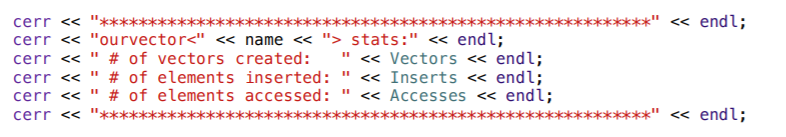 cerr << "*********************************************************" << endl;
cerr << "ourvector<" << name << "> stats:" << endl;
cerr << " # of vectors created:   " << Vectors << endl;
cerr << " # of elements inserted: " << Inserts << endl;
cerr << " # of elements accessed: " << Accesses << endl;
cerr << "*********************************************************" << endl;